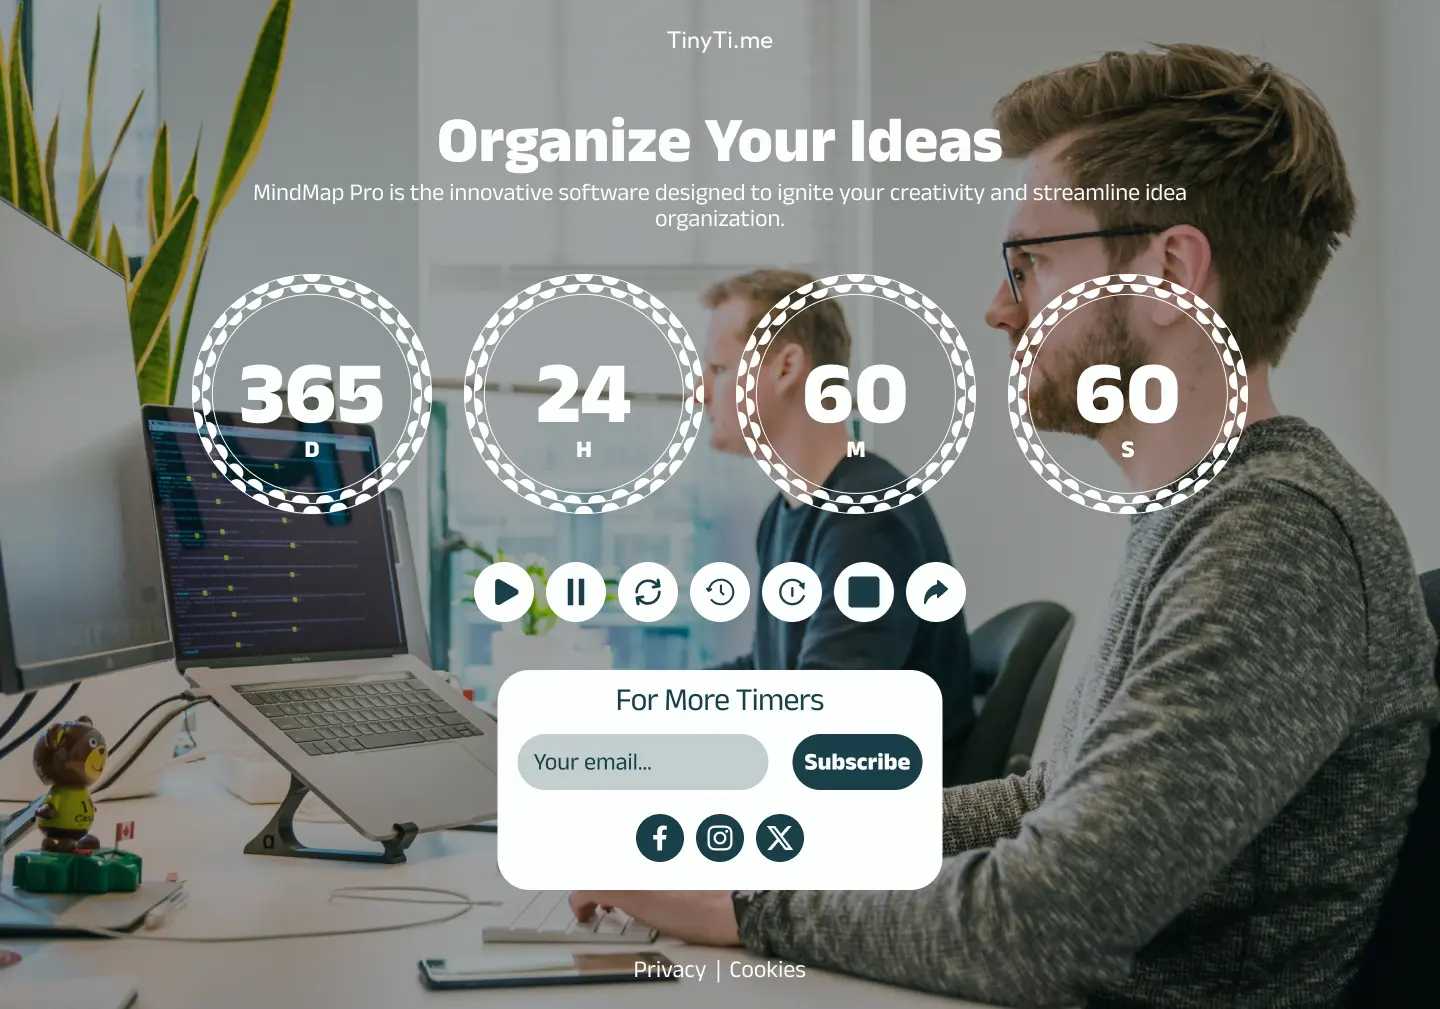 TinyTi.me
Organize Your Ideas
MindMap Pro is the innovative software designed to ignite your creativity and streamline idea
organization.
365
D
24
H
60
M
60
S
For More Timers
Your email...
Subscribe
Privacy | Cookies